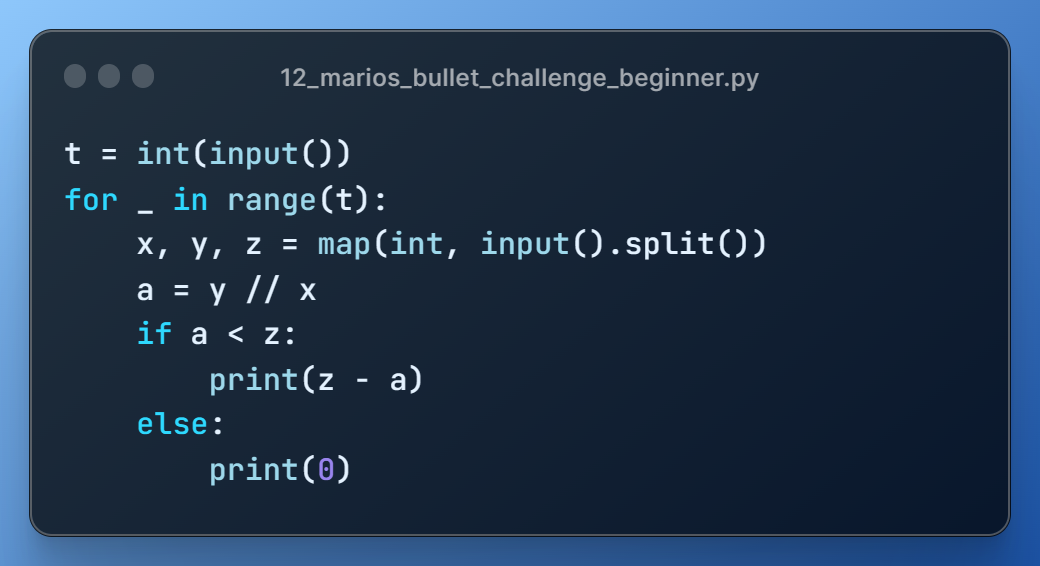 12_marios_bullet_challenge_beginner.py
t = int(input())
for _ in range(t):
    x, y, z = map(int, input().split())
    a = y // x
    if a < z:
        print(z - a)
    else:
        print(0)